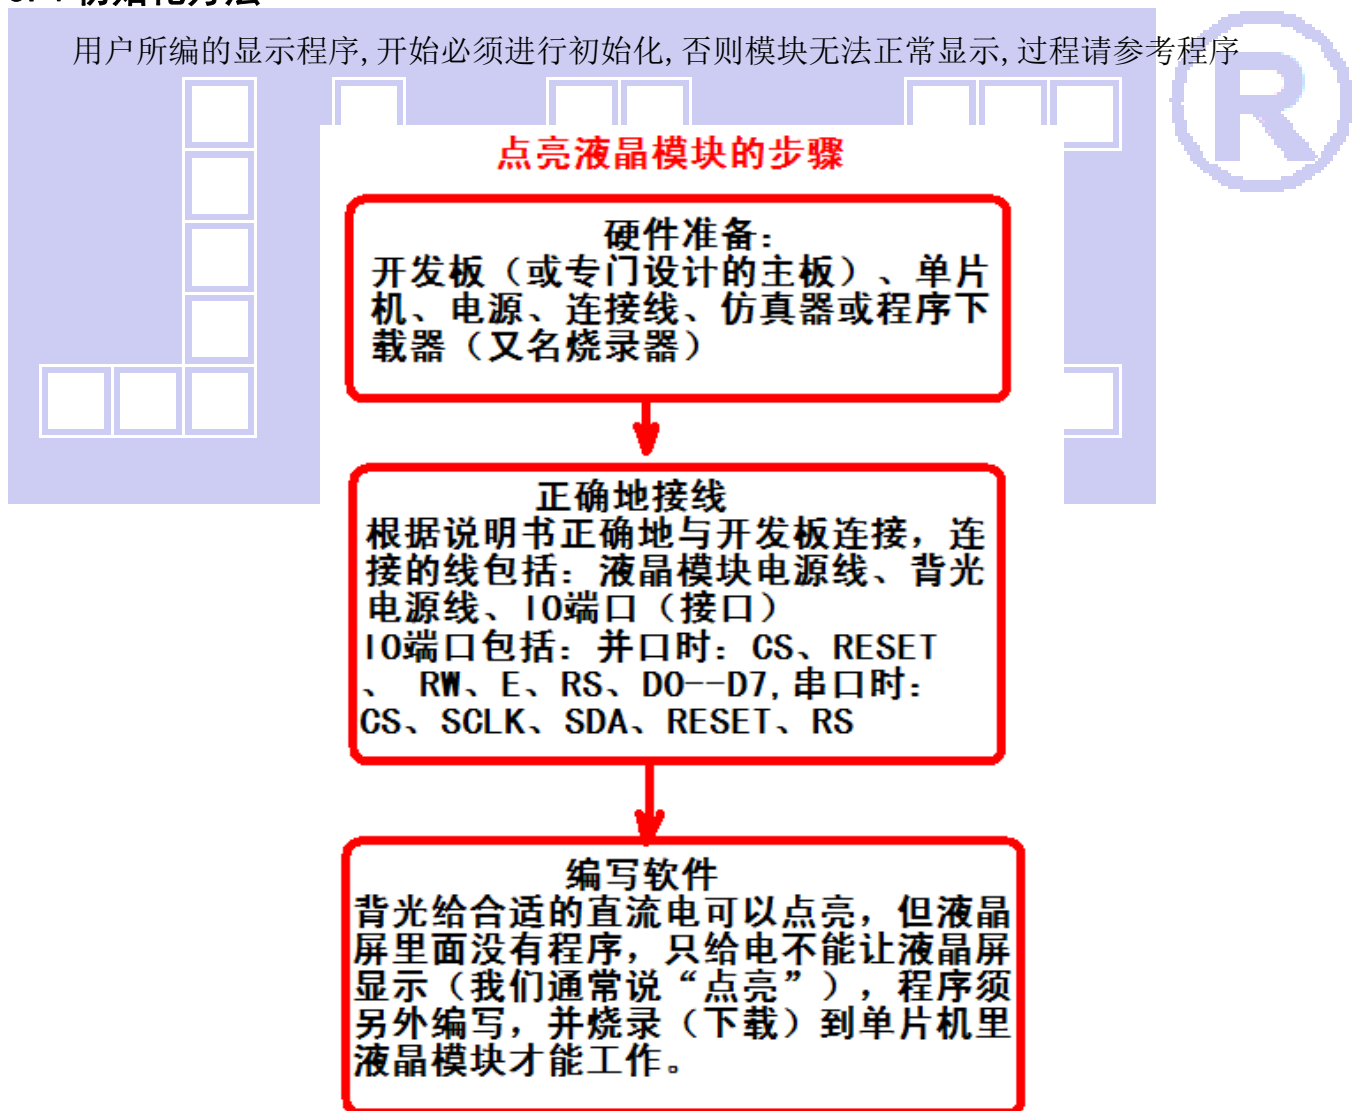 用户所编的显示程序,开始必须进行初始化,否则模块无法正常显示,过程请参考程序
®
点亮液晶模块的步骤
硬件准备:
开发板（或专门设计的主板）、单片
机、电源、连接线、仿真器或程序下
载器（又名烧录器）
正确地接线
根据说明书正确地与开发板连接，连
接的线包括：液晶模块电源线、背光
电源线、IO端口（接口）
IO端口包括：并口时：CS、RESET
、 RW、E、RS、D0--D7,串口时：
CS、SCLK、SDA、RESET、RS
编写软件
背光给合适的直流电可以点亮，但液晶
屏里面没有程序，只给电不能让液晶屏
显示（我们通常说“点亮”），程序须
另外编写，并烧录（下载）到单片机里
液晶模块才能工作。